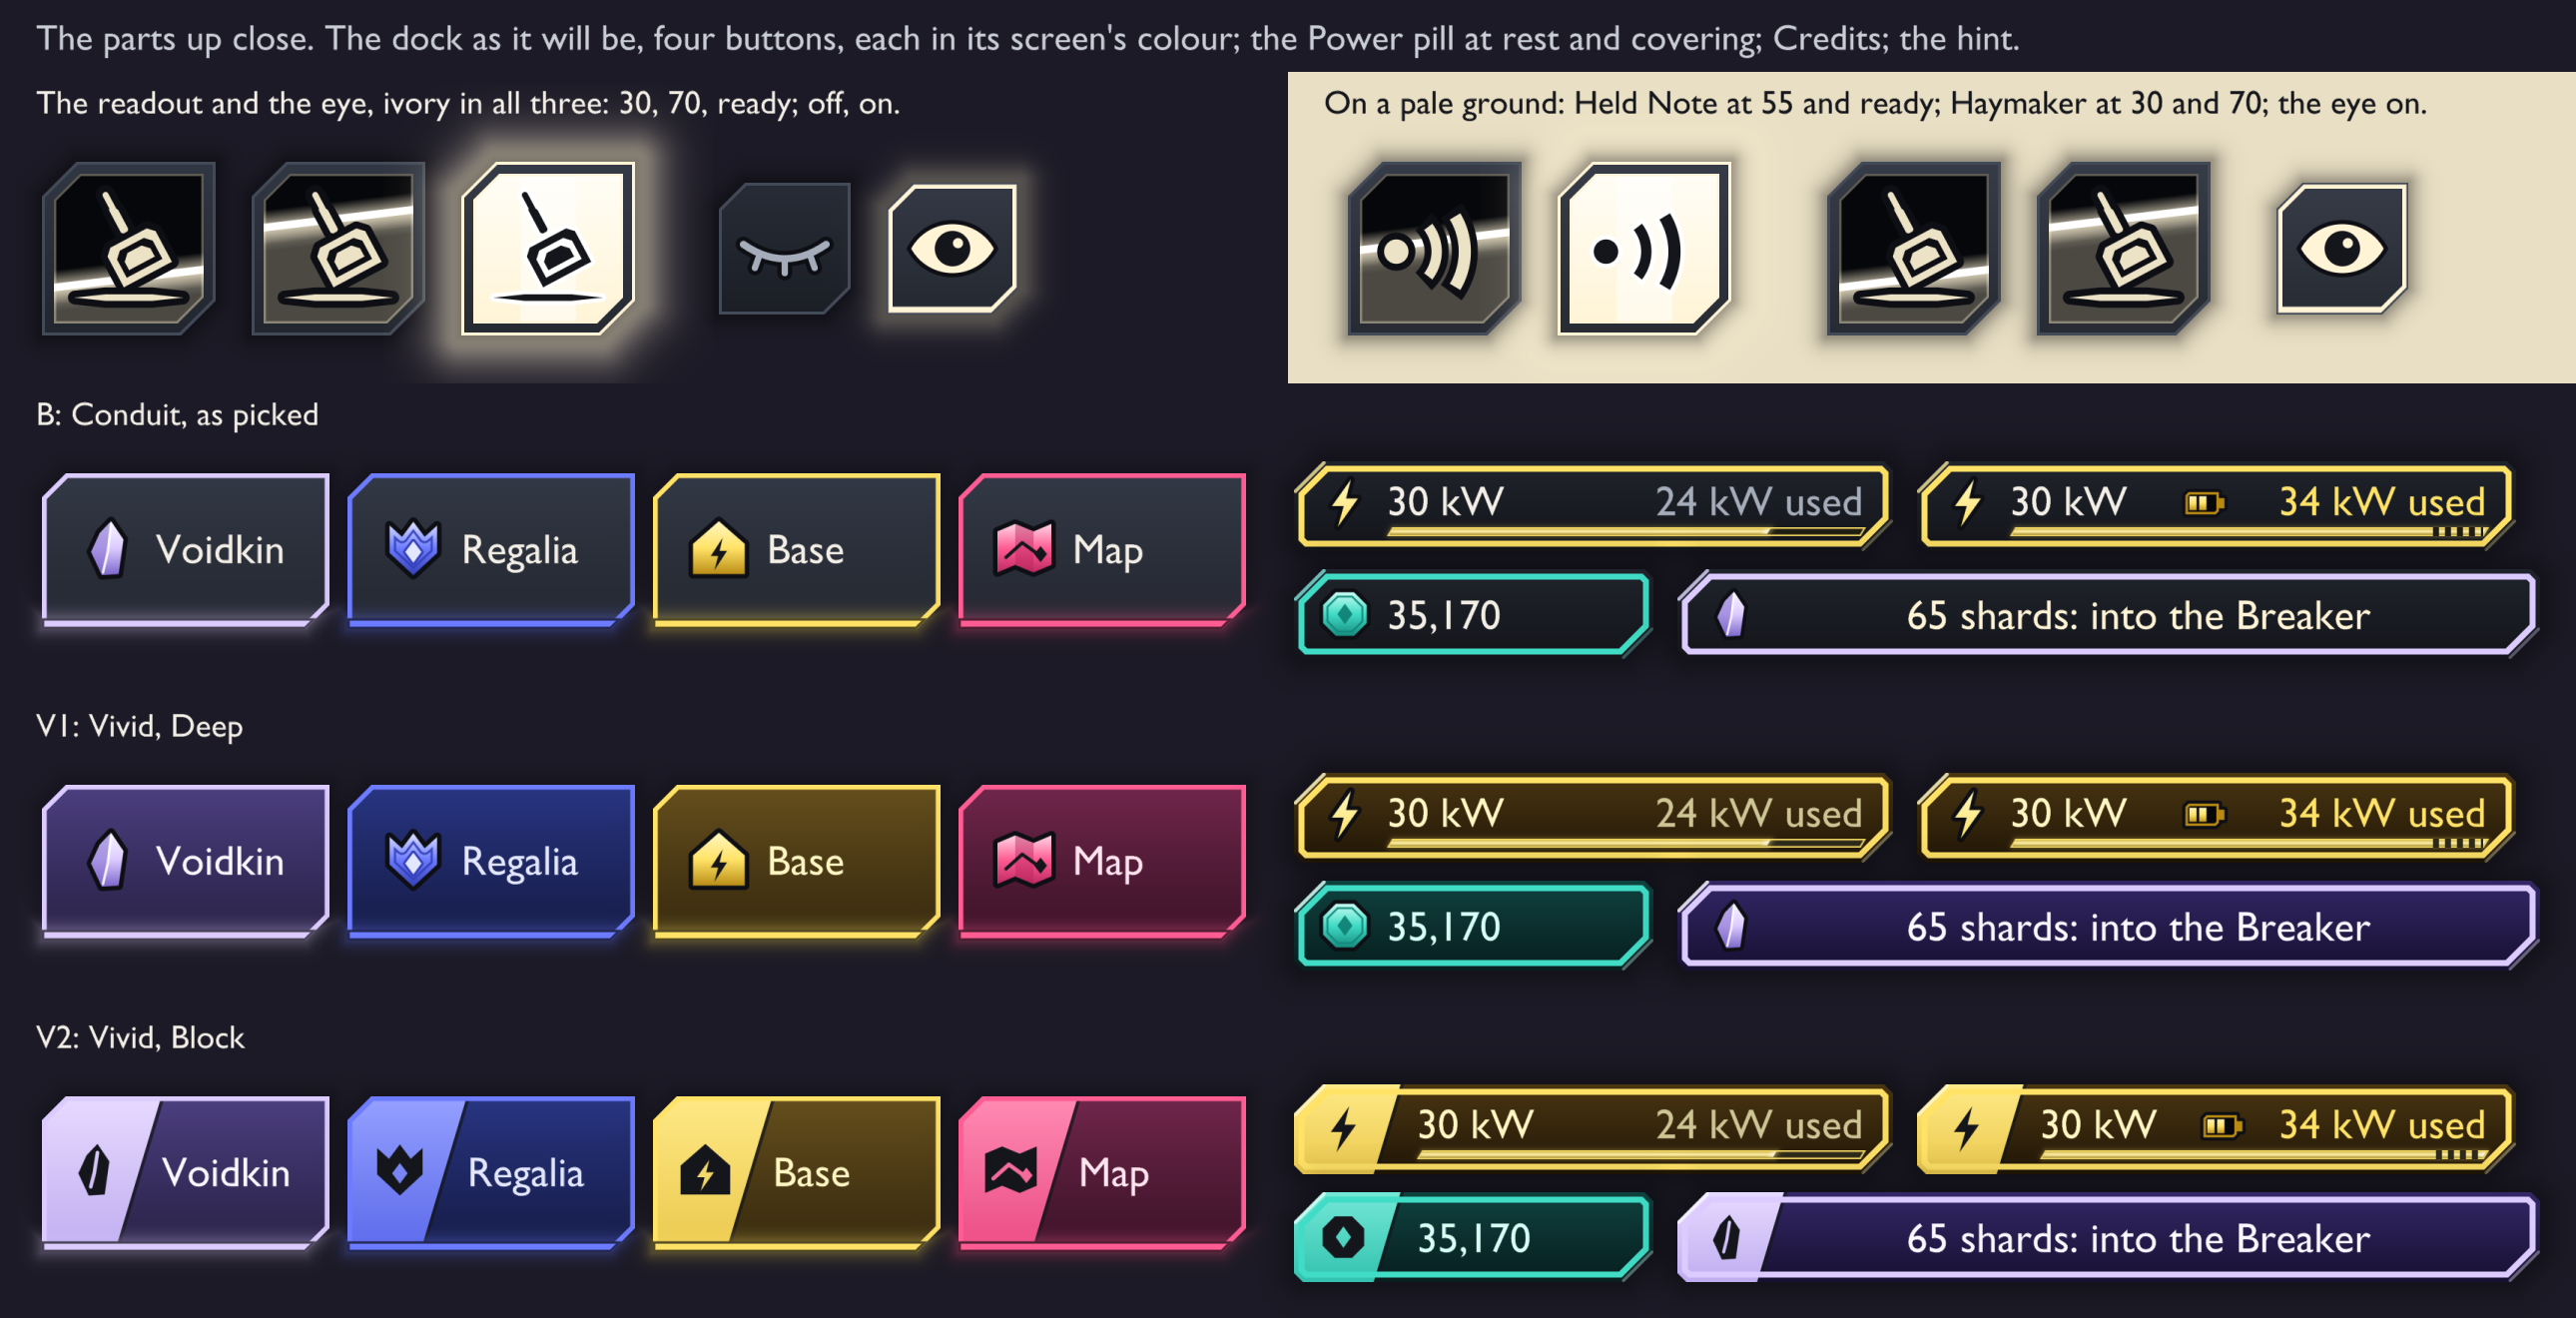 The parts up close. The dock as it will be, four buttons, each in its screen's colour; the Power pill at rest and covering; Credits; the hint.
The readout and the eye, ivory in all three: 30, 70, ready; off, on.
On a pale ground: Held Note at 55 and ready; Haymaker at 30 and 70; the eye on.
B: Conduit, as picked
Voidkin
Regalia
Base
Map
30 kW
24 kW used
30 kW
34 kW used
35,170
65 shards: into the Breaker
V1: Vivid, Deep
Voidkin
Regalia
Base
Map
30 kW
24 kW used
30 kW
34 kW used
35,170
65 shards: into the Breaker
V2: Vivid, Block
Voidkin
Regalia
Base
Map
30 kW
24 kW used
30 kW
34 kW used
35,170
65 shards: into the Breaker